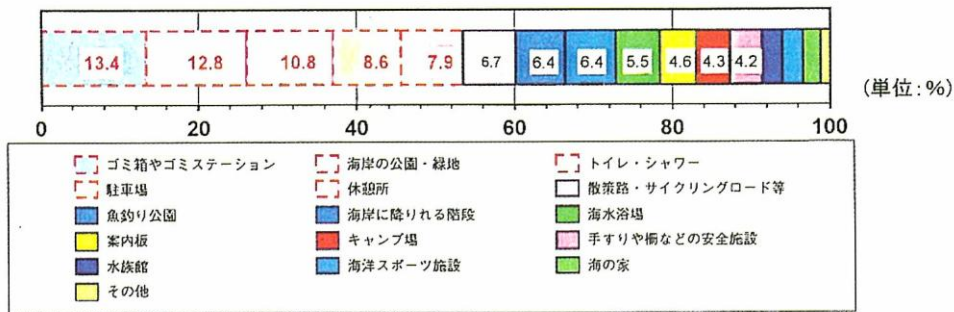 13.4 12.8 10.8 8.6 7.9 6.7 6.4 6.4 5.5 4.6 4.3 4.2
(単位:%)
0 20 40 60 80 100
ゴミ箱やゴミステーション 海岸の公園・緑地 トイレ・シャワー
駐車場 休憩所 散策路・サイクリングロード等
魚釣り公園 海岸に降りれる階段 海水浴場
案内板 キャンプ場 手すりや柵などの安全施設
水族館 海洋スポーツ施設 海の家
その他